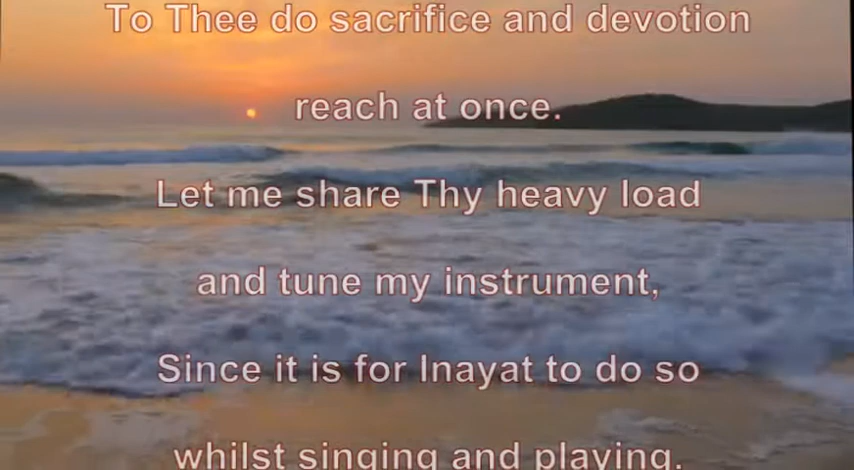 To Thee do sacrifice and devotion
reach at once.
Let me share Thy heavy load
and tune my instrument,
Since it is for Inayat to do so
whilst singing and playing.